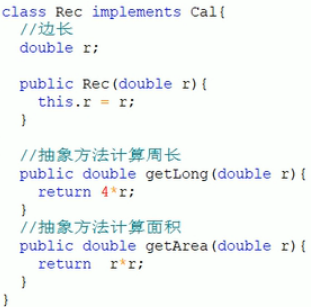 class Rec implements Cal{
//边长
double r;
public Rec(double r){
this.r = r;
}
//抽象方法计算周长
public double getLong(double r){
return 4*r;
}
//抽象方法计算面积
public double getArea(double r){
return r*r;
}
}